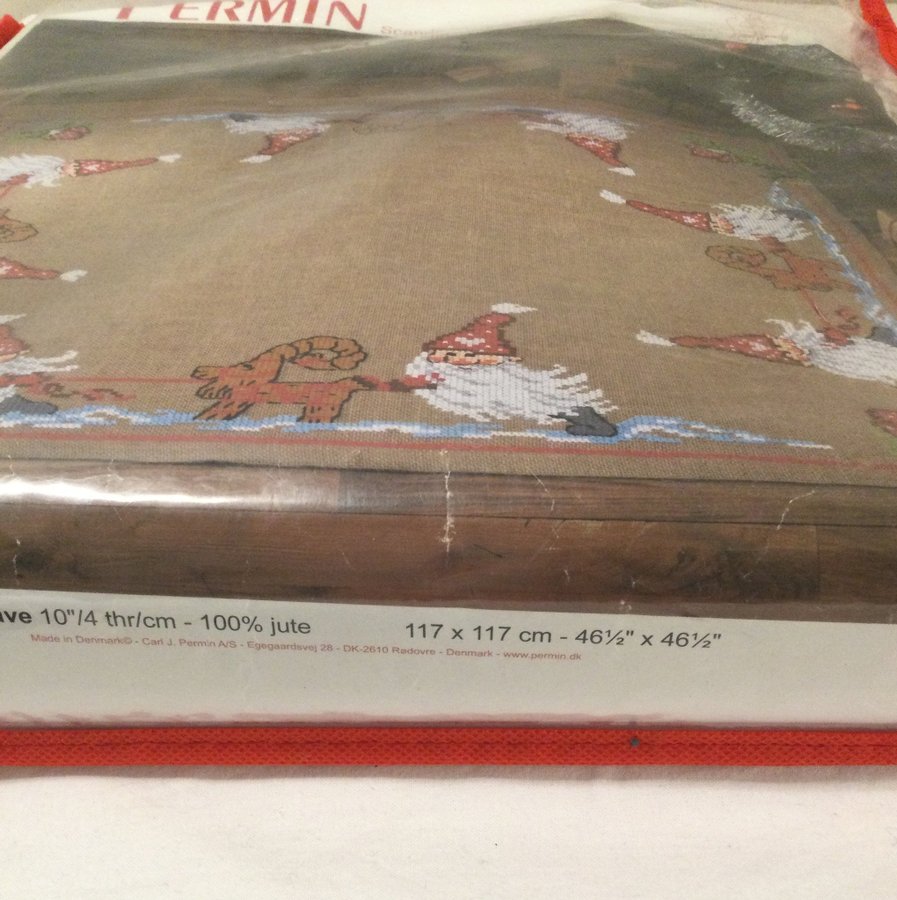 PERMIN
ave 10"/4 thr/cm - 100% jute
117 x 117 cm - 46½" x 46½"
Made in Denmark© - Carl J. Permin A/S - Egegaardsvej 28 - DK-2610 Rødovre - Denmark - www.permin.dk